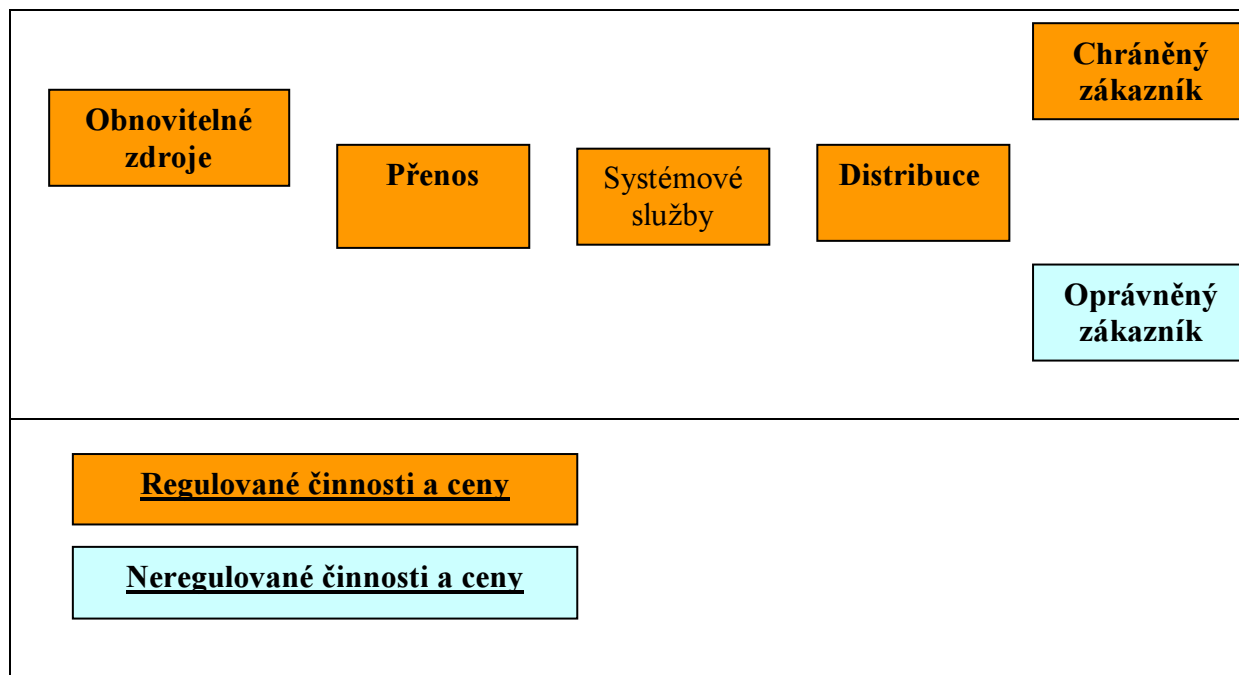 Chráněný
zákazník
Obnovitelné
zdroje
Přenos
Systémové
služby
Distribuce
Oprávněný
zákazník
Regulované činnosti a ceny
Neregulované činnosti a ceny